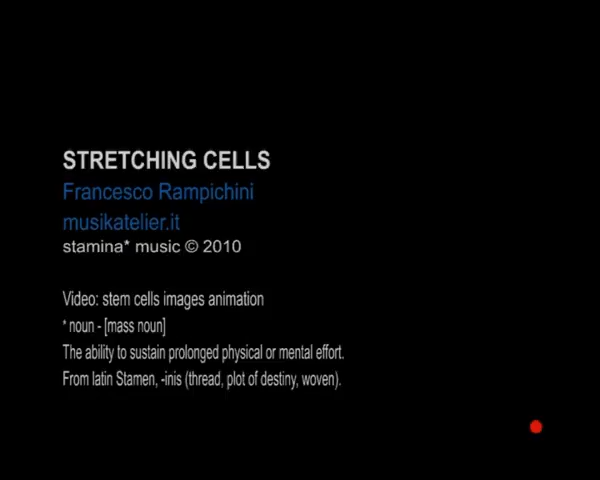 STRETCHING CELLS
Francesco Rampichini
musikatelier.it
stamina* music © 2010
Video: stem cells images animation
* noun - [mass noun]
The ability to sustain prolonged physical or mental effort.
From latin Stamen, -inis (thread, plot of destiny, woven).